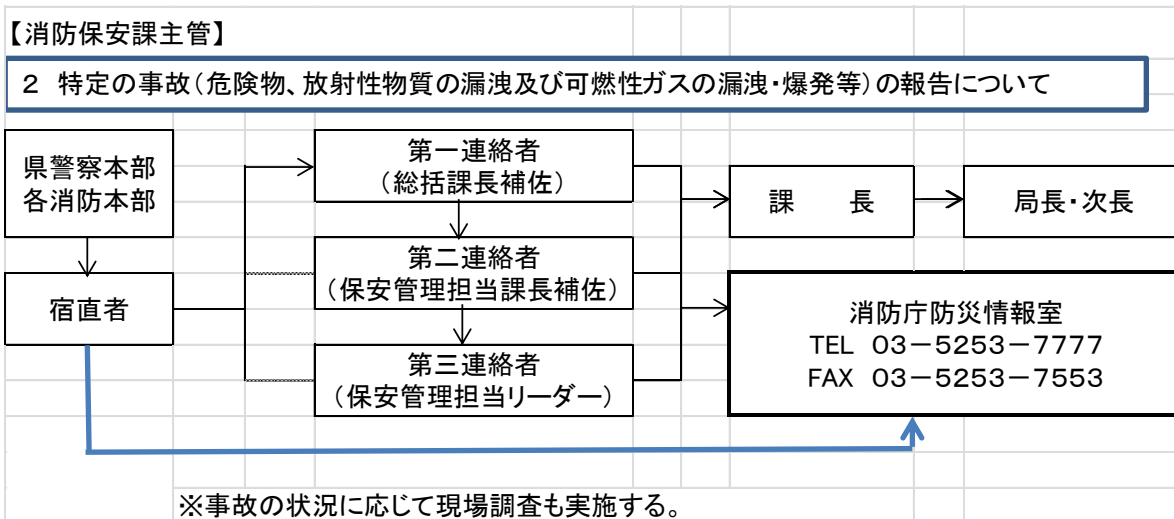 【消防保安課主管】
２ 特定の事故（危険物、放射性物質の漏洩及び可燃性ガスの漏洩・爆発等）の報告について
県警察本部
各消防本部
宿直者
第一連絡者
（総括課長補佐）
第二連絡者
（保安管理担当課長補佐）
第三連絡者
（保安管理担当リーダー）
課　　長
局長・次長
消防庁防災情報室
TEL ０３－５２５３－７７７７
FAX ０３－５２５３－７５５３
※事故の状況に応じて現場調査も実施する。